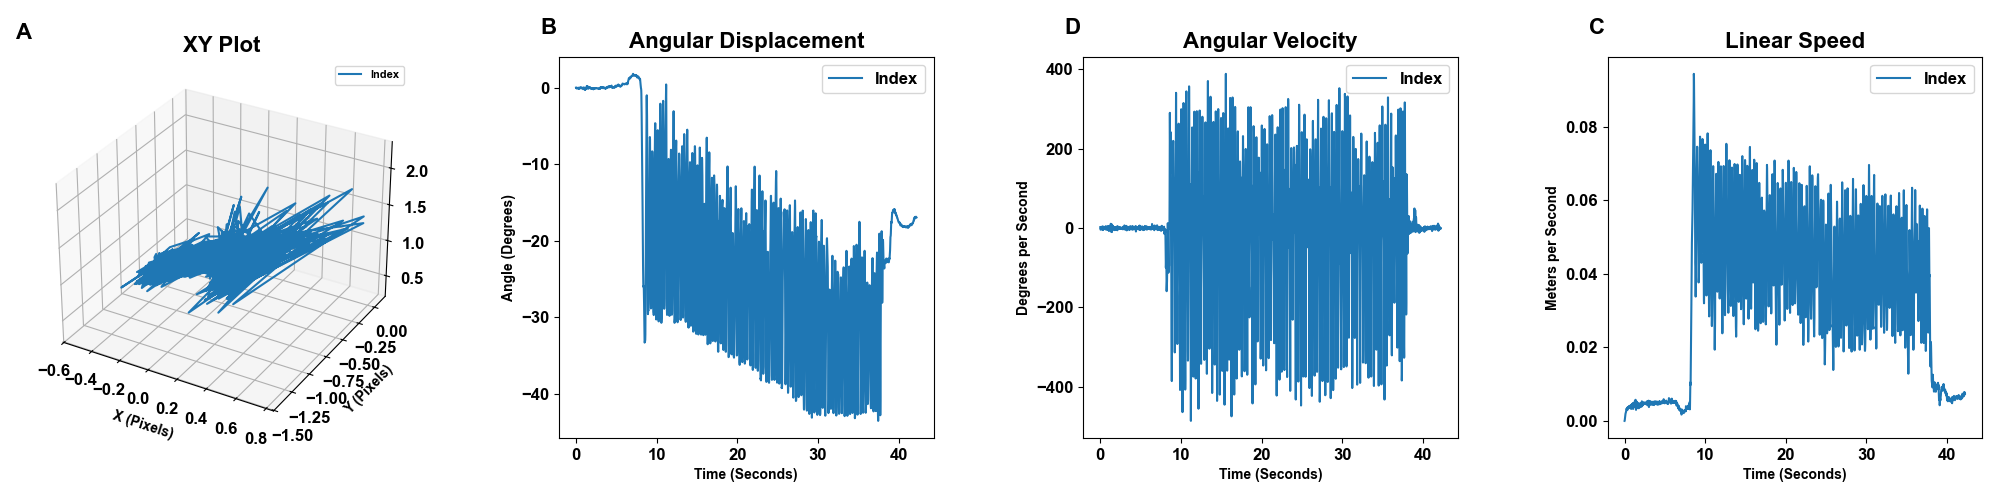 A
XY Plot
Index
2.0
1.5
1.0
0.5
0.00
−0.25
−0.50
−0.75
−1.00
−1.25
−1.50
Y (Pixels)
−0.6
−0.4
−0.2
0.0
0.2
0.4
0.6
0.8
X (Pixels)
B
Angular Displacement
Index
0
−10
−20
−30
−40
Angle (Degrees)
0 10 20 30 40
Time (Seconds)
D
Angular Velocity
Index
400
200
0
−200
−400
Degrees per Second
0 10 20 30 40
Time (Seconds)
C
Linear Speed
Index
0.08
0.06
0.04
0.02
0.00
Meters per Second
0 10 20 30 40
Time (Seconds)